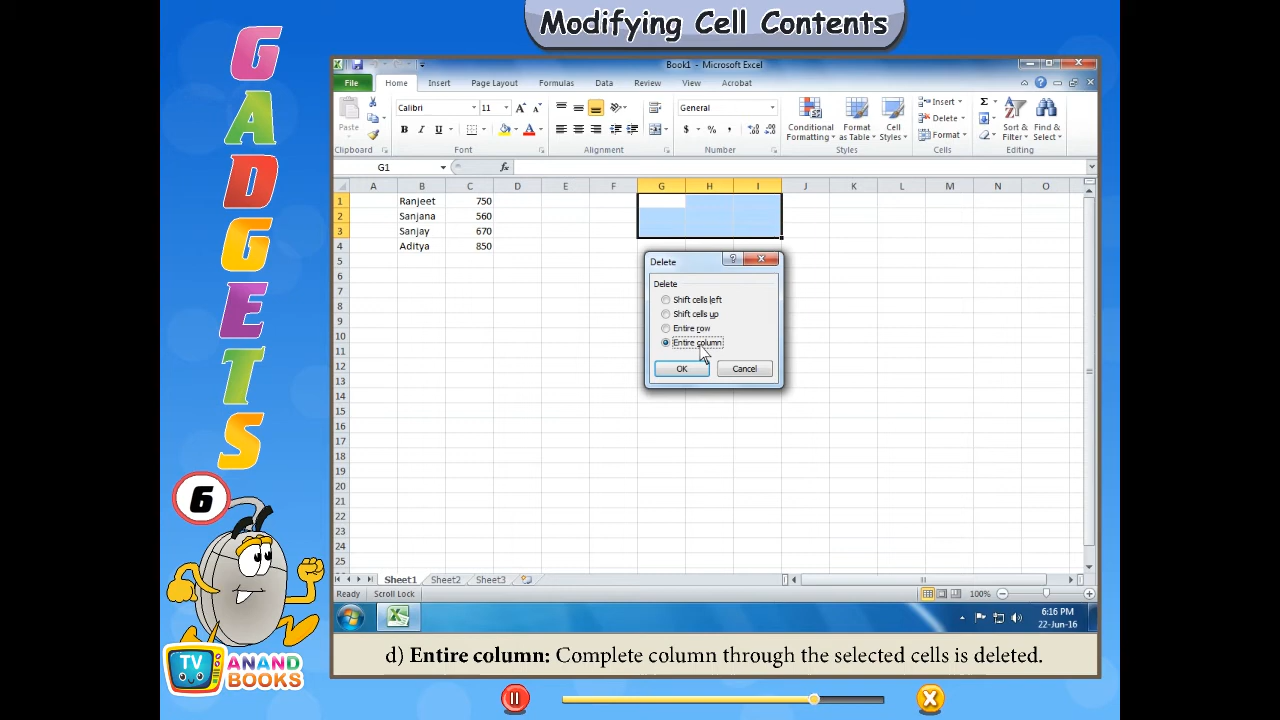 Modifying Cell Contents
GADGETS
6
TV
ANAND
BOOKS
Book1 - Microsoft Excel
File Home Insert Page Layout Formulas Data Review View Acrobat
Paste
Calibri 11
B I U
A A
General
$ % ,
Conditional
Formatting
Format
as Table
Cell
Styles
Insert
Delete
Format
Σ
Sort &
Filter
Find &
Select
Clipboard Font Alignment Number Styles Cells Editing
G1 fx
A B C D E F G H I J K L M N O
1 Ranjeet 750
2 Sanjana 560
3 Sanjay 670
4 Aditya 850
5
6
7
8
9
10
11
12
13
14
15
16
17
18
19
20
21
22
23
24
25
Delete ?
Delete
Shift cells left
Shift cells up
Entire row
Entire column
OK Cancel
Sheet1 Sheet2 Sheet3
Ready Scroll Lock 100%
6:16 PM
22-Jun-16
d) Entire column: Complete column through the selected cells is deleted.